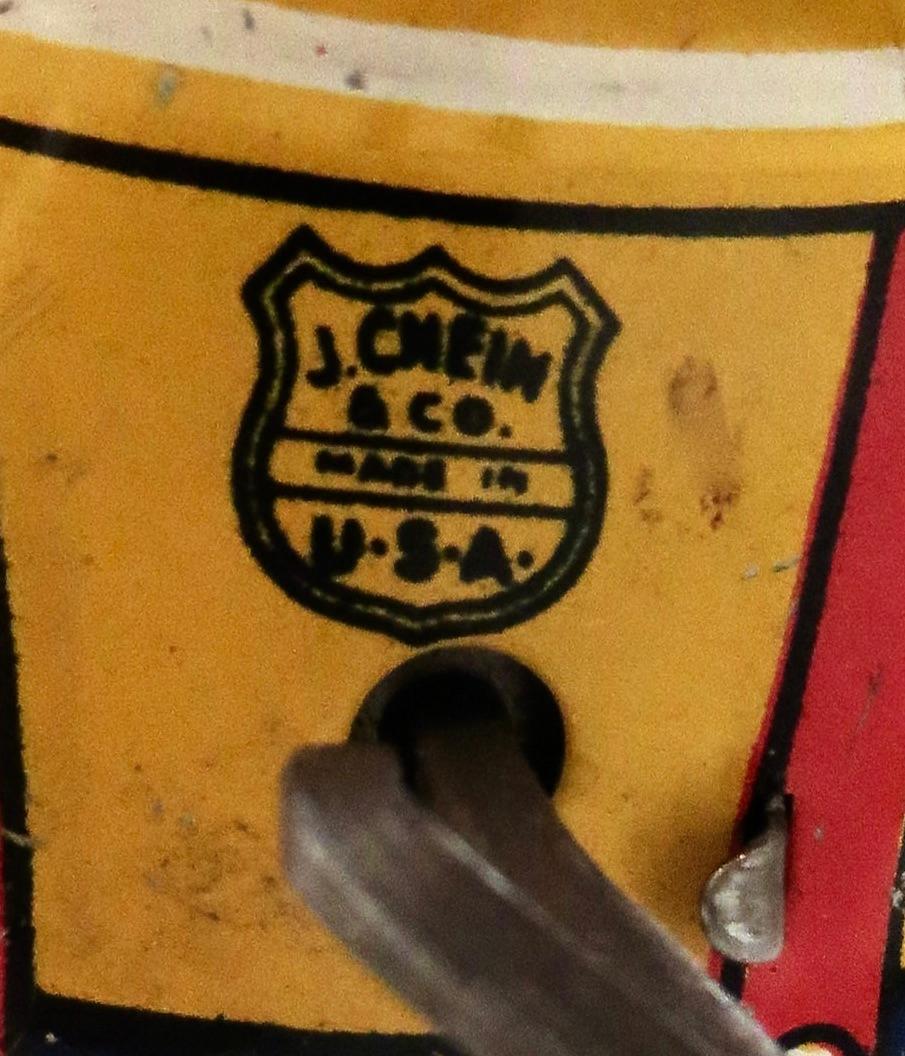 J. CHEIN
& CO.
MADE IN
U·S·A·